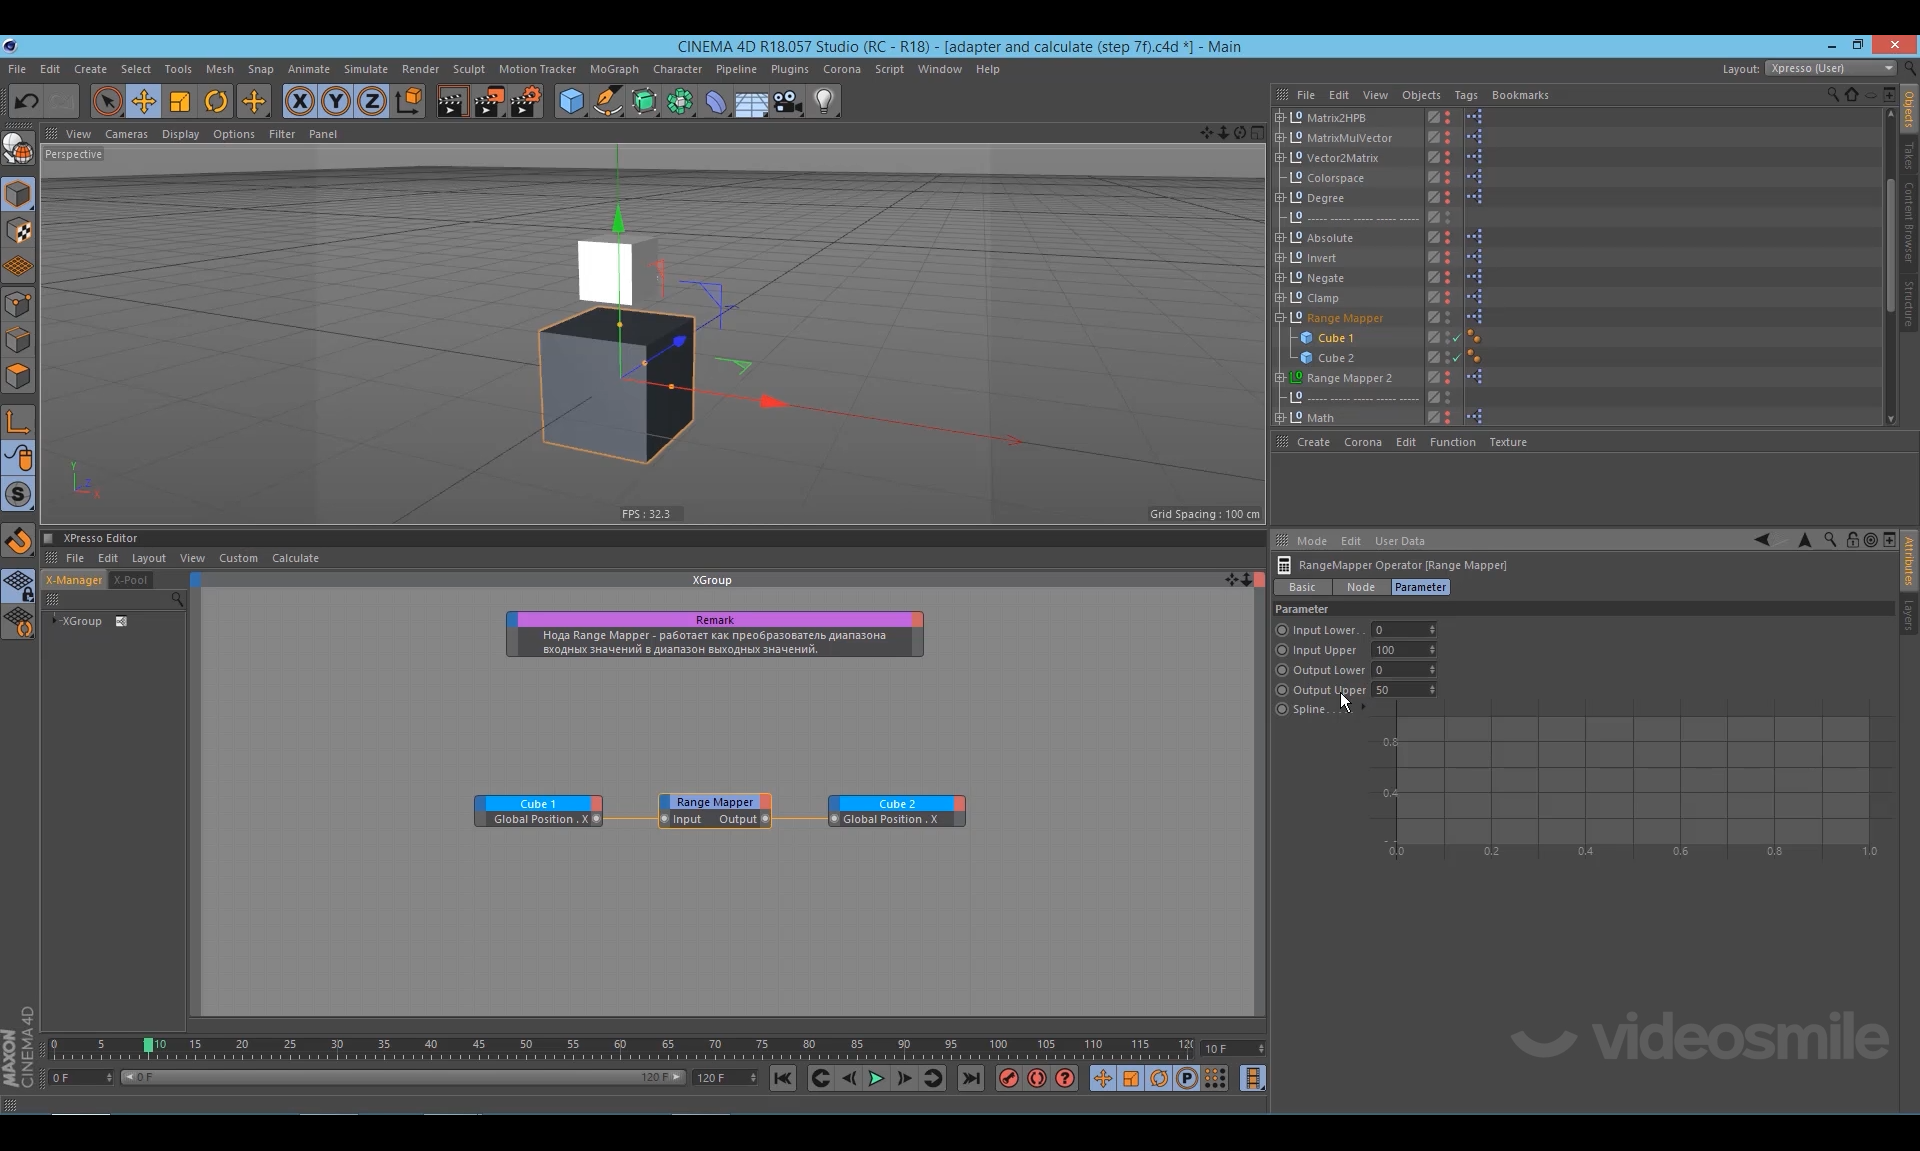 CINEMA 4D R18.057 Studio (RC - R18) - [adapter and calculate (step 7f).c4d *] - Main
File Edit Create Select Tools Mesh Snap Animate Simulate Render Sculpt Motion Tracker MoGraph Character Pipeline Plugins Corona Script Window Help
Layout: Xpresso (User)
X Y Z
View Cameras Display Options Filter Panel
Perspective
Y
Z
X
FPS : 32.3
Grid Spacing : 100 cm
S
File Edit View Objects Tags Bookmarks
Matrix2HPB
MatrixMulVector
Vector2Matrix
Colorspace
Degree
----- ----- ----- ----- -----
Absolute
Invert
Negate
Clamp
Range Mapper
Cube 1
Cube 2
Range Mapper 2
----- ----- ----- ----- -----
Math
Objects
Takes
Content Browser
Structure
Create Corona Edit Function Texture
XPresso Editor
File Edit Layout View Custom Calculate
X-Manager X-Pool
XGroup
XGroup
Remark
Нода Range Mapper - работает как преобразователь диапазона
входных значений в диапазон выходных значений.
Cube 1
Global Position . X
Range Mapper
Input Output
Cube 2
Global Position . X
Mode Edit User Data
RangeMapper Operator [Range Mapper]
Basic Node Parameter
Parameter
Input Lower. . 0
Input Upper 100
Output Lower 0
Output Upper 50
Spline. . . .
0.8
0.4
0.0 0.2 0.4 0.6 0.8 1.0
Attributes
Layers
videosmile
0 5 10 15 20 25 30 35 40 45 50 55 60 65 70 75 80 85 90 95 100 105 110 115 12
10 F
0 F 0 F 120 F 120 F
P
MAXON
CINEMA 4D